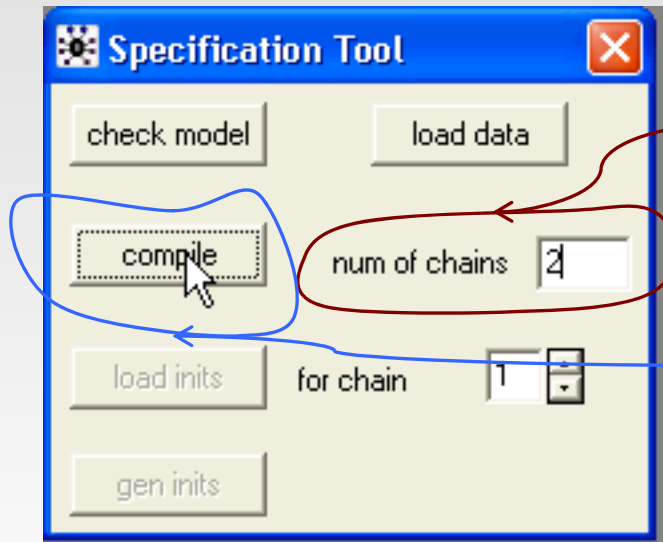 Specification Tool
check model load data
compile num of chains 2
load inits for chain 1
gen inits